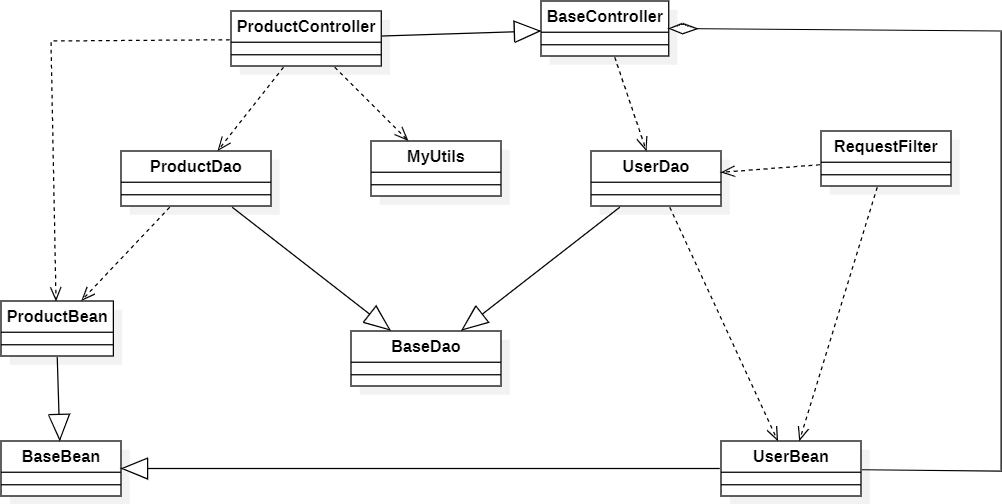 ProductController
BaseController
ProductDao
MyUtils
UserDao
RequestFilter
ProductBean
BaseDao
BaseBean
UserBean